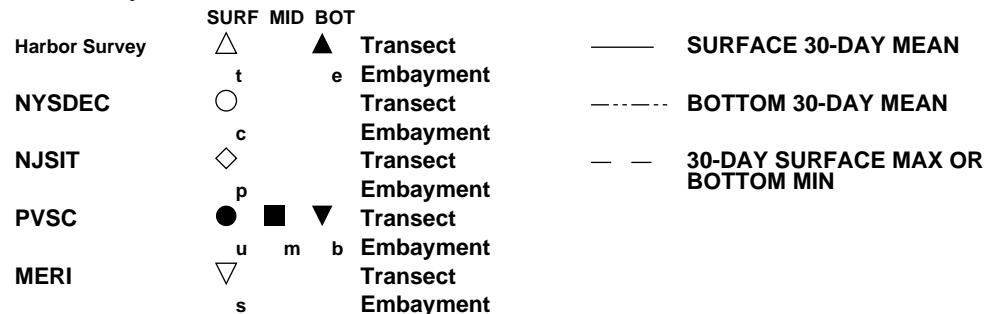 SURF MID BOT
Harbor Survey △ ▲ Transect SURFACE 30-DAY MEAN
t e Embayment
NYSDEC ○ Transect BOTTOM 30-DAY MEAN
c Embayment
NJSIT ◇ Transect 30-DAY SURFACE MAX OR
p Embayment BOTTOM MIN
PVSC ● ■ ▼ Transect
u m b Embayment
MERI ▽ Transect
s Embayment